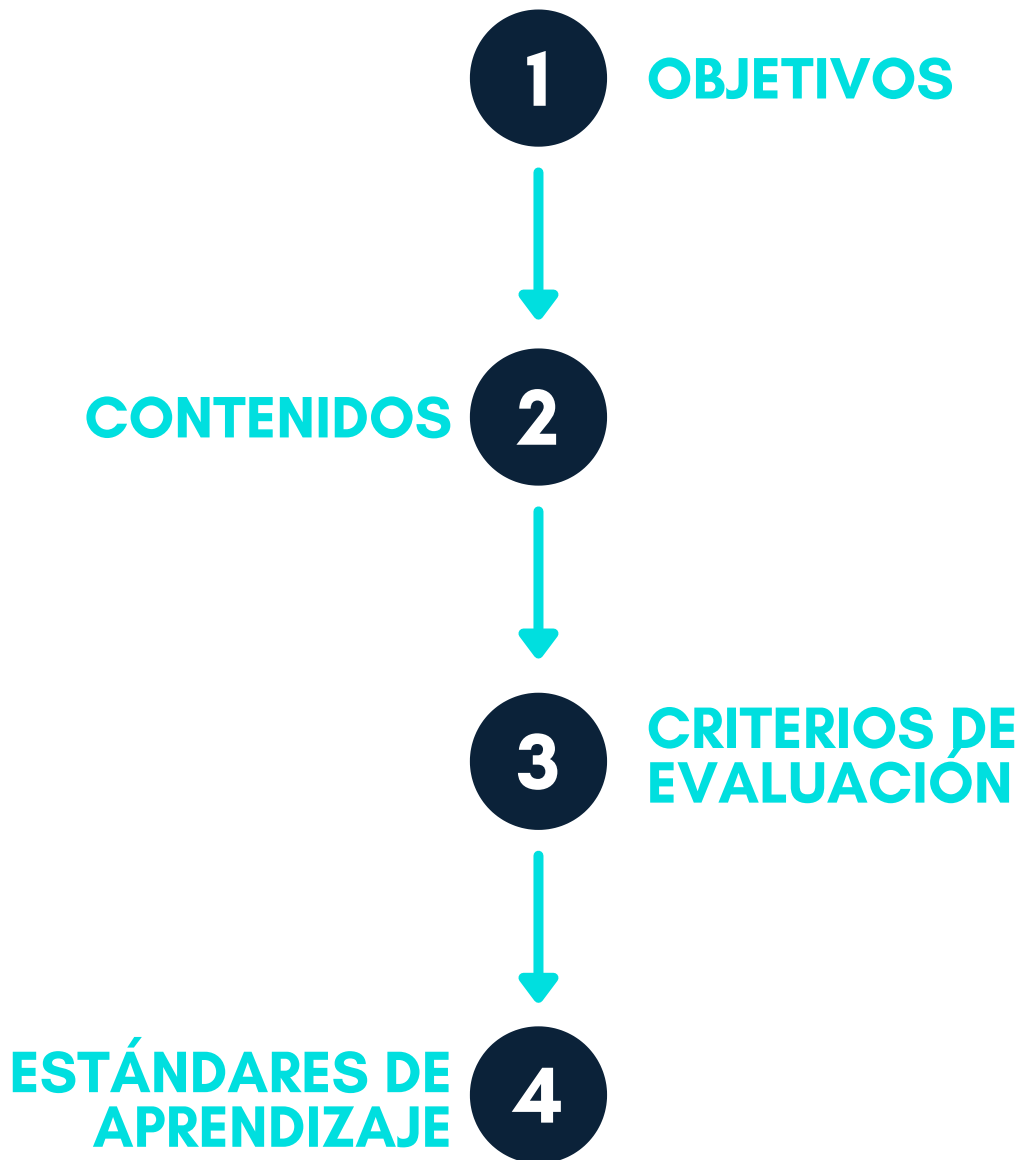 1
OBJETIVOS
CONTENIDOS
2
3
CRITERIOS DE
EVALUACIÓN
ESTÁNDARES DE
APRENDIZAJE
4